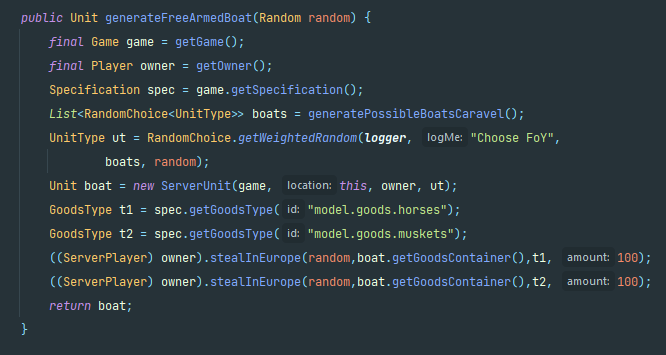 public Unit generateFreeArmedBoat(Random random) {
final Game game = getGame();
final Player owner = getOwner();
Specification spec = game.getSpecification();
List<RandomChoice<UnitType>> boats = generatePossibleBoatsCaravel();
UnitType ut = RandomChoice.getWeightedRandom(logger, logMe: "Choose FoY",
boats, random);
Unit boat = new ServerUnit(game, location: this, owner, ut);
GoodsType t1 = spec.getGoodsType( id: "model.goods.horses");
GoodsType t2 = spec.getGoodsType( id: "model.goods.muskets");
((ServerPlayer) owner).stealInEurope(random,boat.getGoodsContainer(),t1, amount: 100);
((ServerPlayer) owner).stealInEurope(random,boat.getGoodsContainer(),t2, amount: 100);
return boat;
}